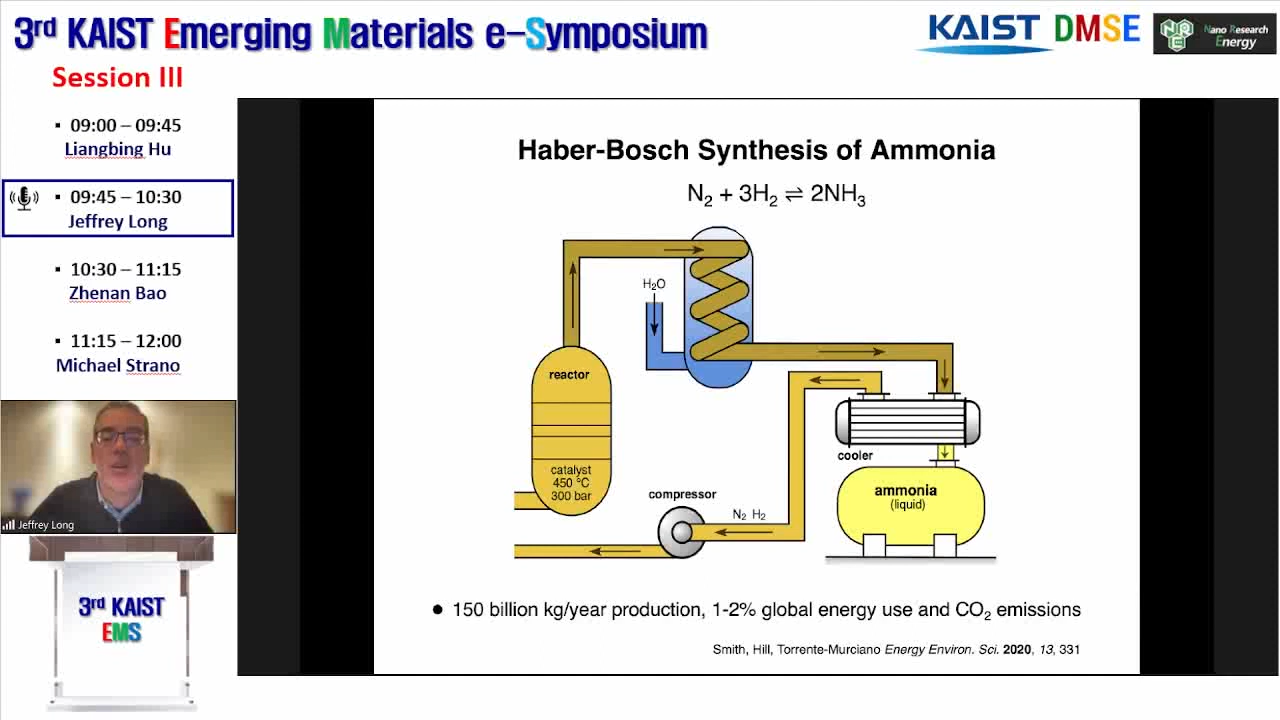 3rd KAIST Emerging Materials e-Symposium
KAIST DMSE
NRE
Nano Research
Energy
Session III
▪ 09:00 – 09:45
Liangbing Hu
▪ 09:45 – 10:30
Jeffrey Long
▪ 10:30 – 11:15
Zhenan Bao
▪ 11:15 – 12:00
Michael Strano
Jeffrey Long
3rd KAIST
EMS
Haber-Bosch Synthesis of Ammonia
N₂ + 3H₂ ⇌ 2NH₃
H₂O
reactor
catalyst
450 °C
300 bar
compressor
N₂ H₂
cooler
ammonia
(liquid)
● 150 billion kg/year production, 1-2% global energy use and CO₂ emissions
Smith, Hill, Torrente-Murciano Energy Environ. Sci. 2020, 13, 331